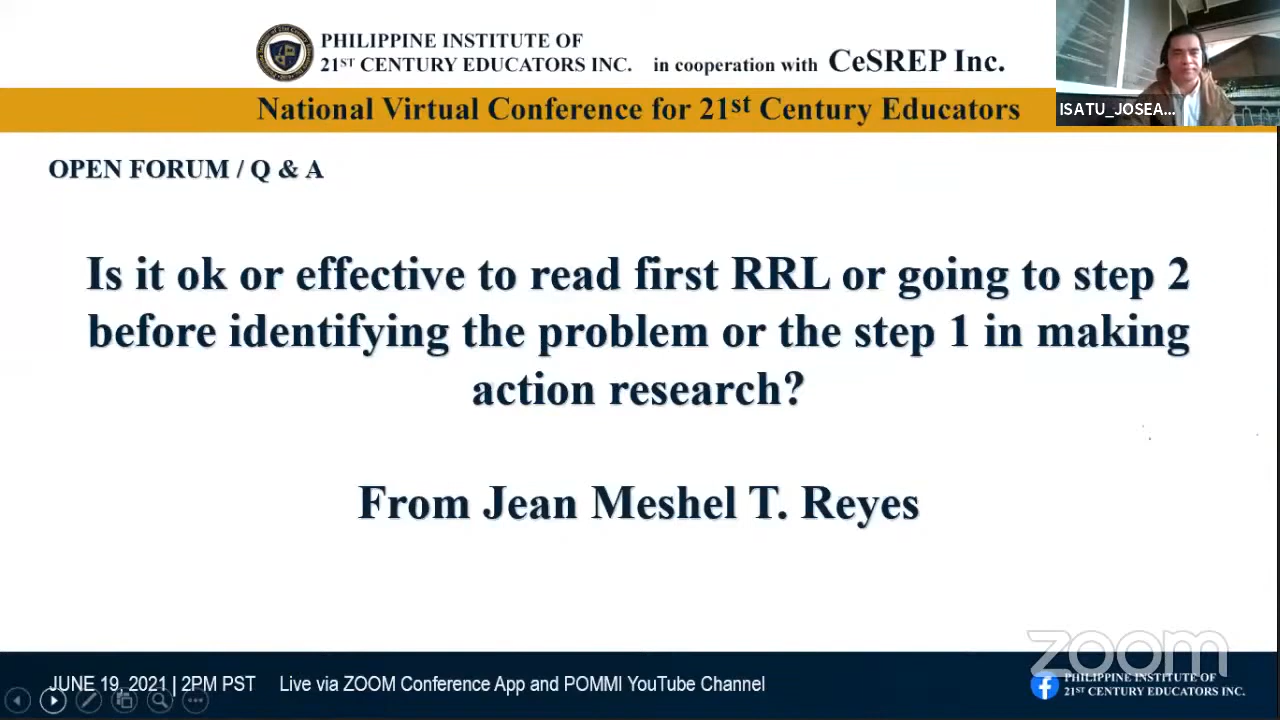 PHILIPPINE INSTITUTE OF
21ST CENTURY EDUCATORS INC. in cooperation with CeSREP Inc.
National Virtual Conference for 21st Century Educators
ISATU_JOSEA...
OPEN FORUM / Q & A
Is it ok or effective to read first RRL or going to step 2
before identifying the problem or the step 1 in making
action research?
From Jean Meshel T. Reyes
zoom
JUNE 19, 2021 | 2PM PST Live via ZOOM Conference App and POMMI YouTube Channel
PHILIPPINE INSTITUTE OF
21ST CENTURY EDUCATORS INC.